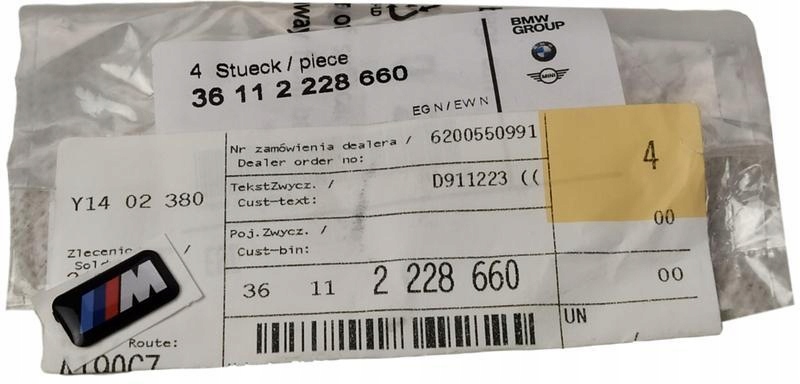 BMW
GROUP
MINI
4 Stueck / piece
36 11 2 228 660
EG N / EW N
Nr zamówienia dealera /
Dealer order no:
6200550991
4
TekstZwycz. /
Cust-text:
D911223 ((
Y14 02 380
Poj.Zwycz. /
Cust-bin:
00
36 11 2 228 660
00
M
UN
Route: